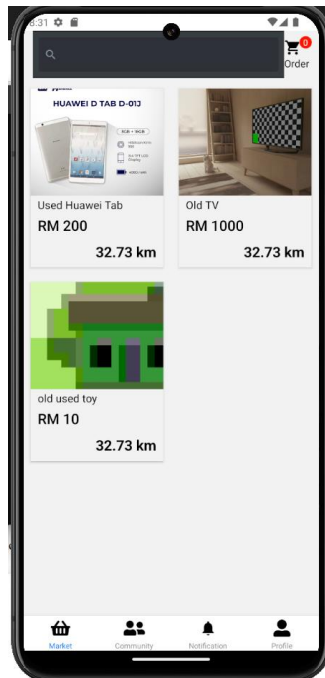 8:31
0
Order
HUAWEI D TAB D-01J
Used Huawei Tab
RM 200
32.73 km
Old TV
RM 1000
32.73 km
old used toy
RM 10
32.73 km
Market
Community
Notification
Profile